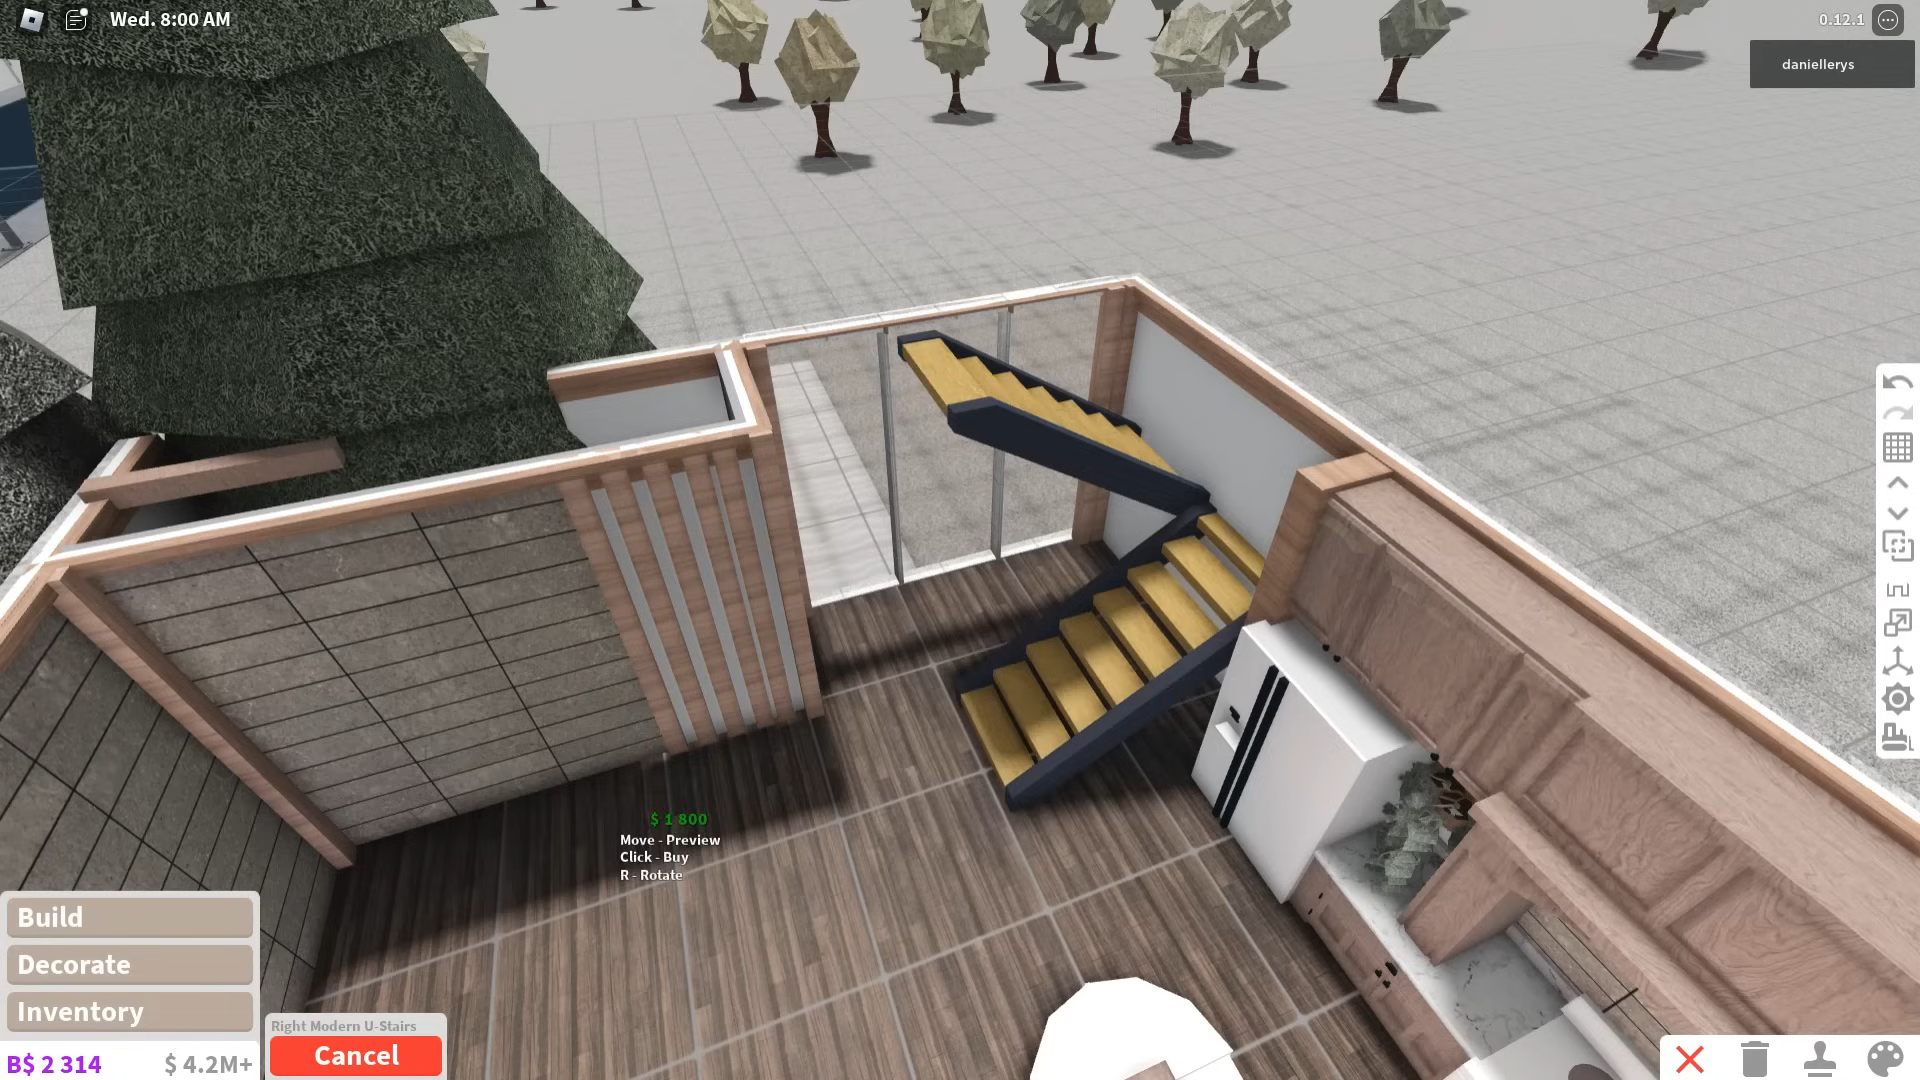 Wed. 8:00 AM
0.12.1
daniellerys
$ 1 800
Move - Preview
Click - Buy
R - Rotate
Build
Decorate
Inventory
Right Modern U-Stairs
Cancel
B$ 2 314
$ 4.2M+